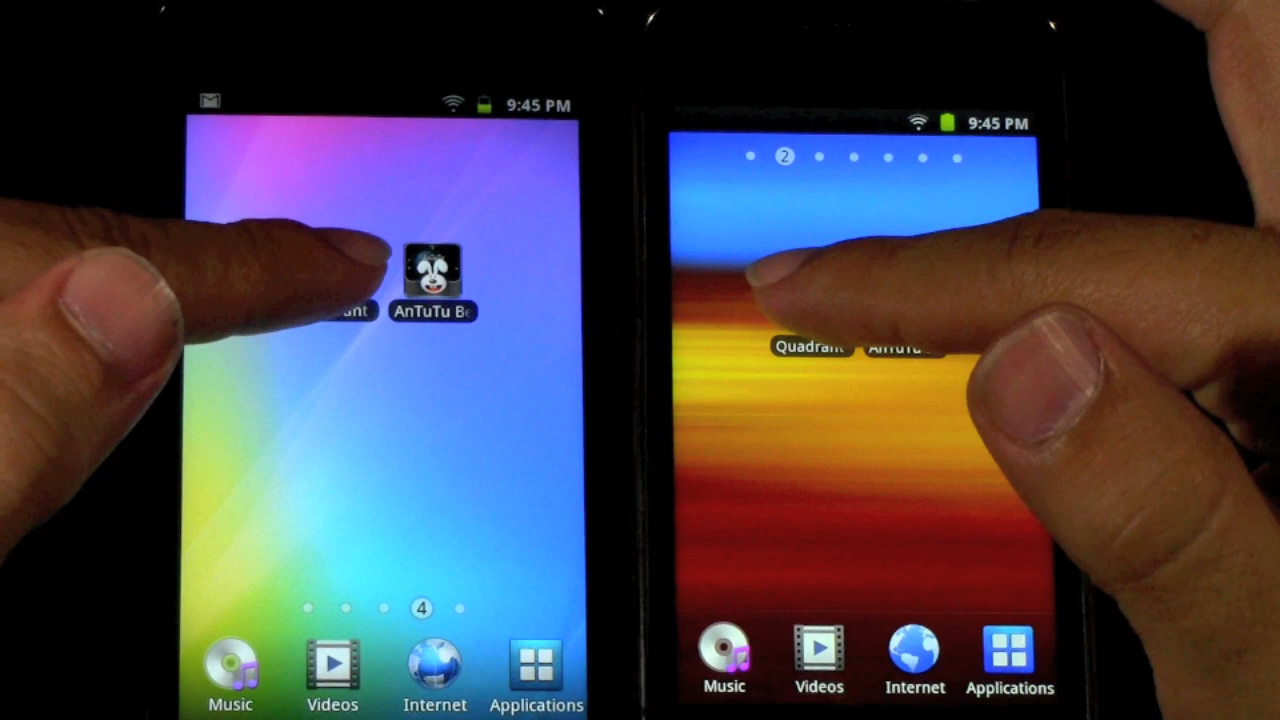 9:45 PM
AnTuTu Be
4
Music
Videos
Internet
Applications
9:45 PM
2
Quadrant
AnTuTu
Music
Videos
Internet
Applications